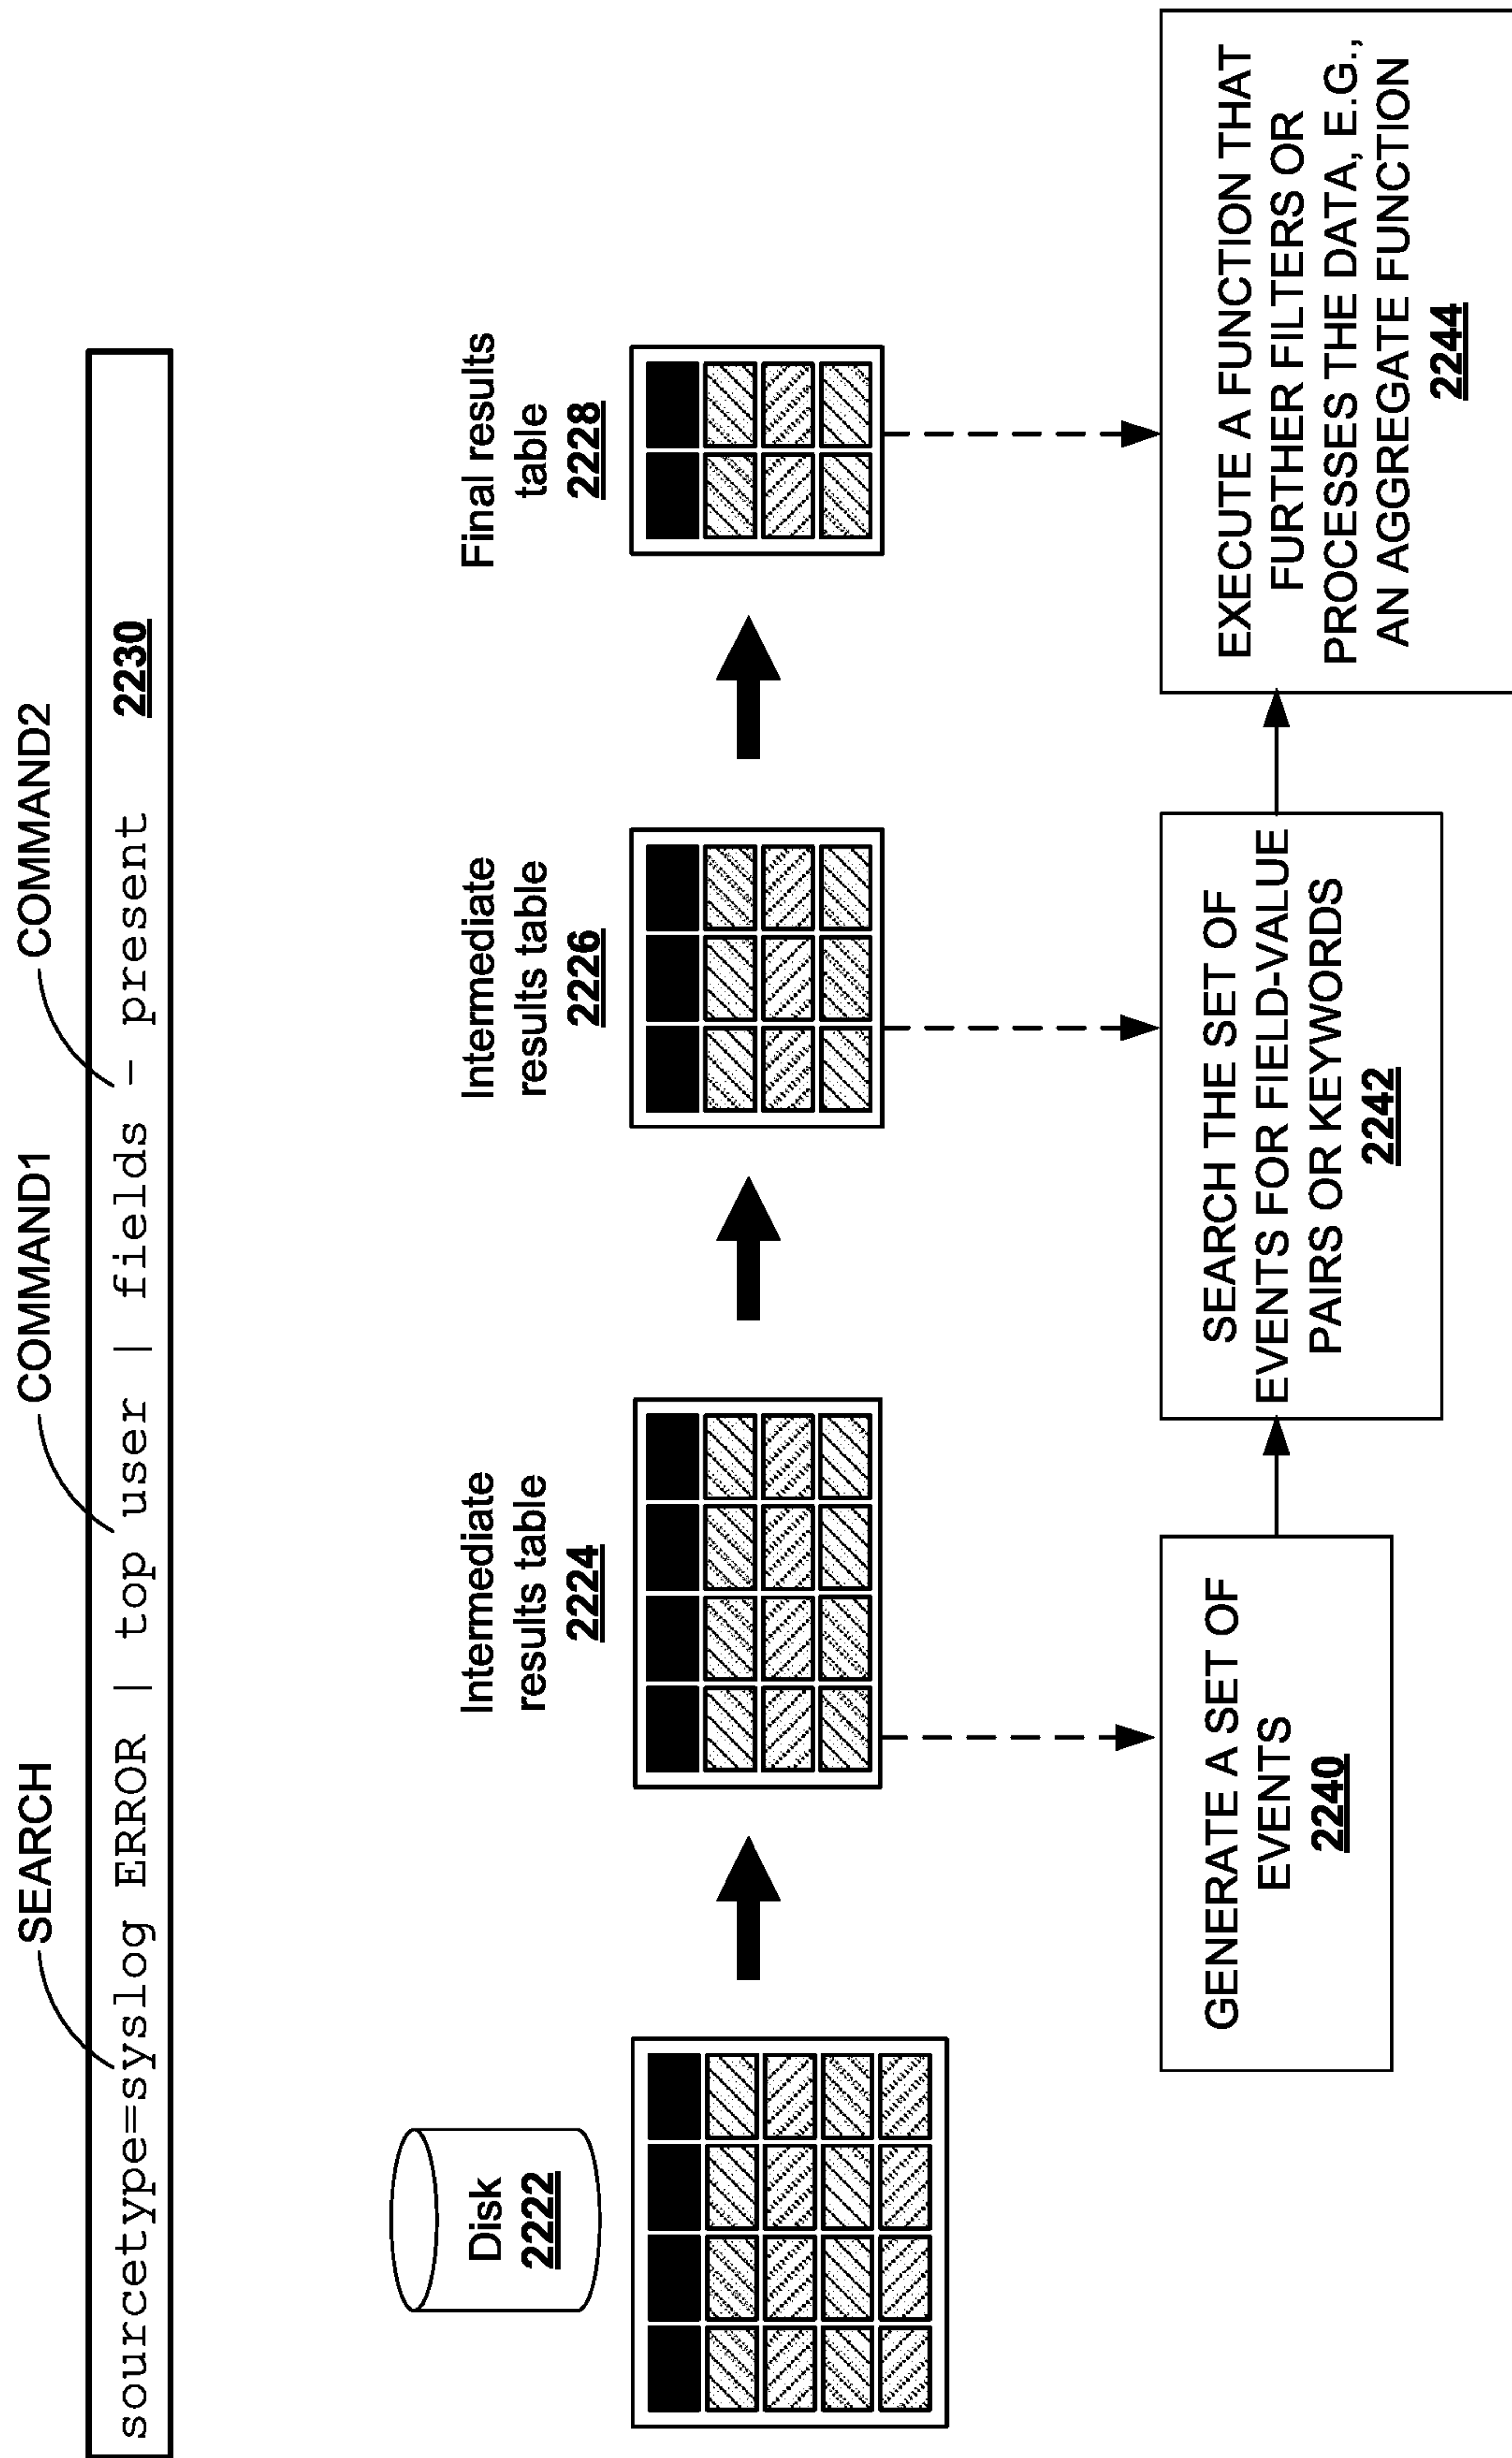 SEARCH
COMMAND1
COMMAND2
sourcetype=syslog ERROR | top user | fields – present 2230
Disk
2222
Intermediate
results table
2224
Intermediate
results table
2226
Final results
table
2228
GENERATE A SET OF
EVENTS
2240
SEARCH THE SET OF
EVENTS FOR FIELD-VALUE
PAIRS OR KEYWORDS
2242
EXECUTE A FUNCTION THAT
FURTHER FILTERS OR
PROCESSES THE DATA, E.G.,
AN AGGREGATE FUNCTION
2244